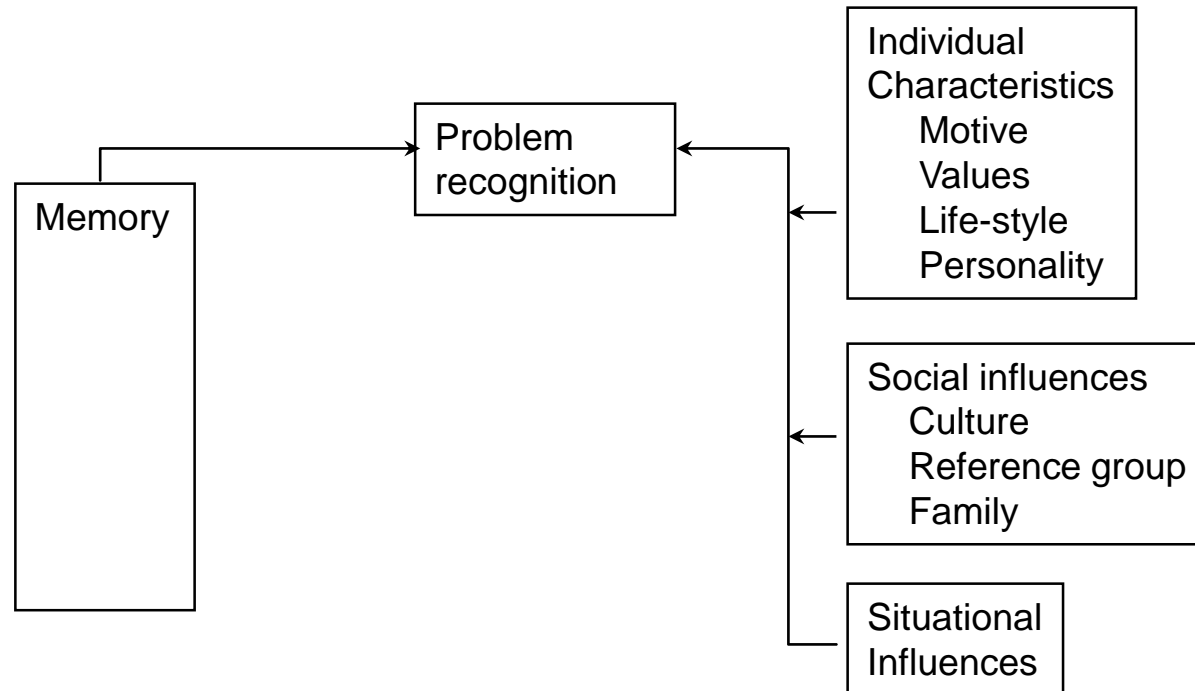 Memory
Problem
recognition
Individual
Characteristics
Motive
Values
Life-style
Personality
Social influences
Culture
Reference group
Family
Situational
Influences